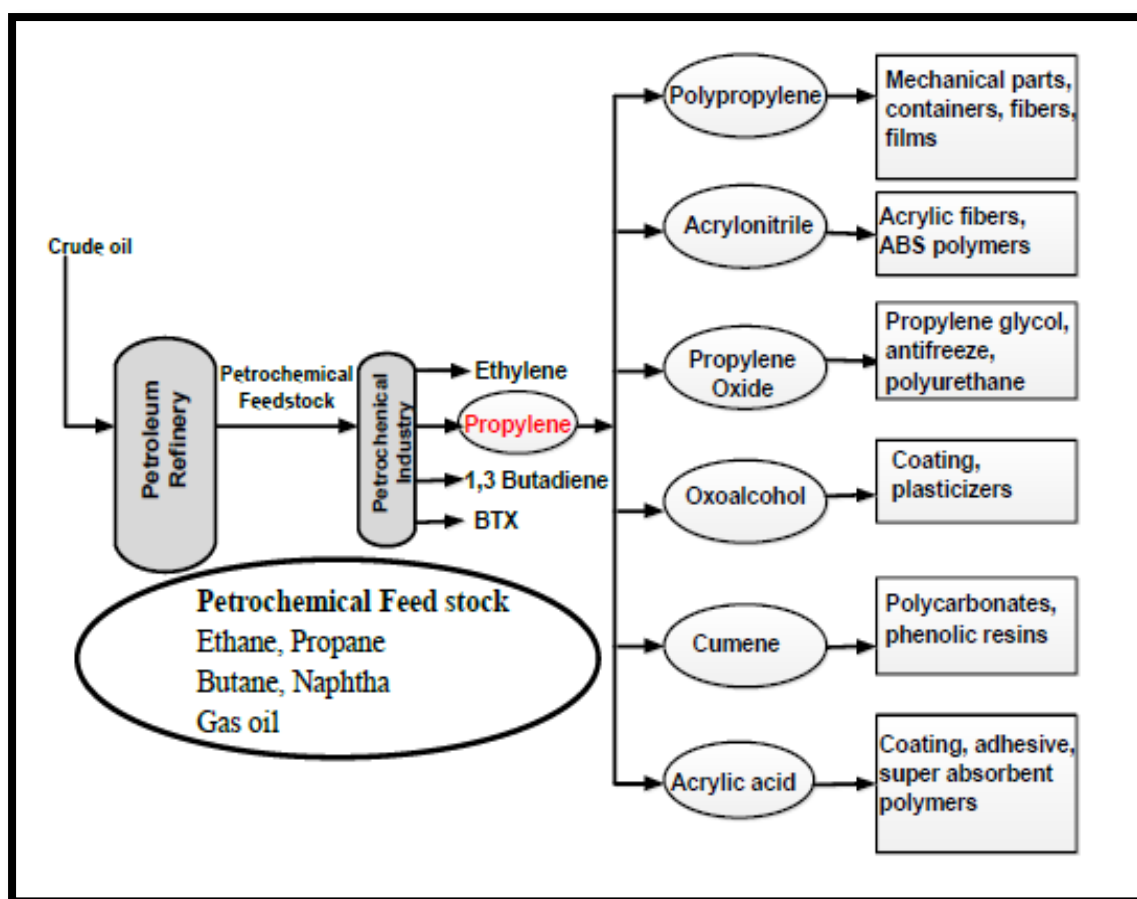 Crude oil
Petroleum
Refinery
Petrochemical
Feedstock
Petrochenical
Industry
Ethylene
Propylene
1,3 Butadiene
BTX
Petrochemical Feed stock
Ethane, Propane
Butane, Naphtha
Gas oil
Polypropylene
Mechanical parts,
containers, fibers,
films
Acrylonitrile
Acrylic fibers,
ABS polymers
Propylene
Oxide
Propylene glycol,
antifreeze,
polyurethane
Oxoalcohol
Coating,
plasticizers
Cumene
Polycarbonates,
phenolic resins
Acrylic acid
Coating, adhesive,
super absorbent
polymers